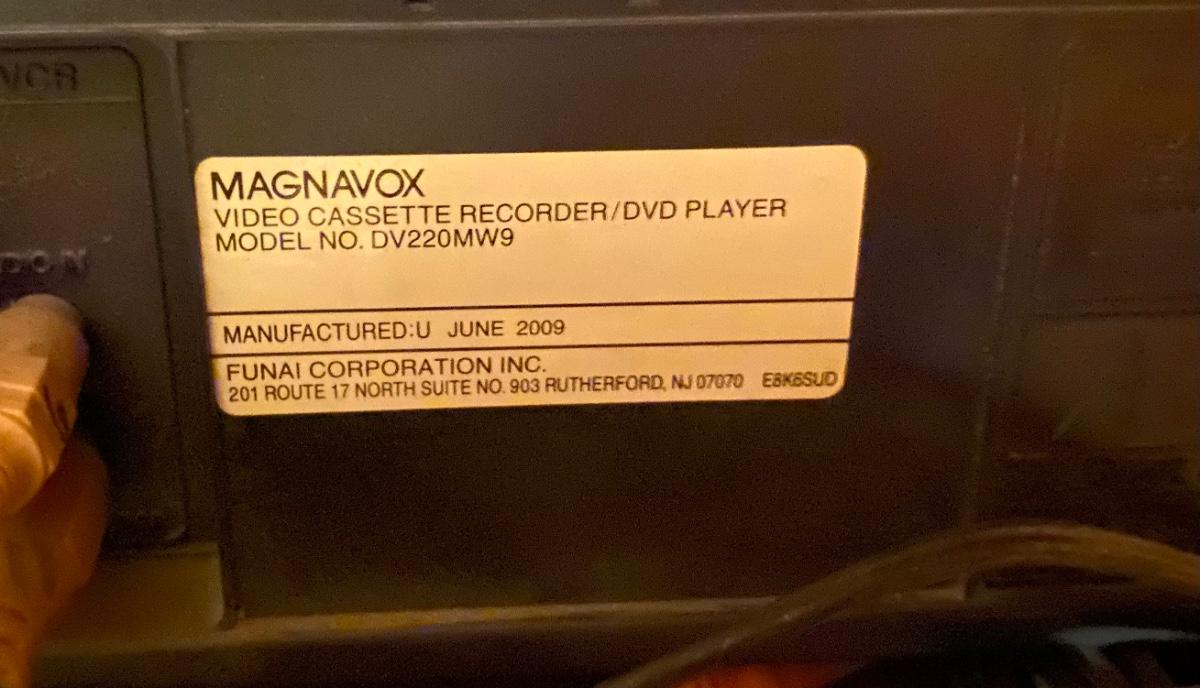 VCR
MAGNAVOX
VIDEO CASSETTE RECORDER/DVD PLAYER
MODEL NO. DV220MW9
MANUFACTURED:U JUNE 2009
FUNAI CORPORATION INC.
201 ROUTE 17 NORTH SUITE NO. 903 RUTHERFORD, NJ 07070 E8K6SUD